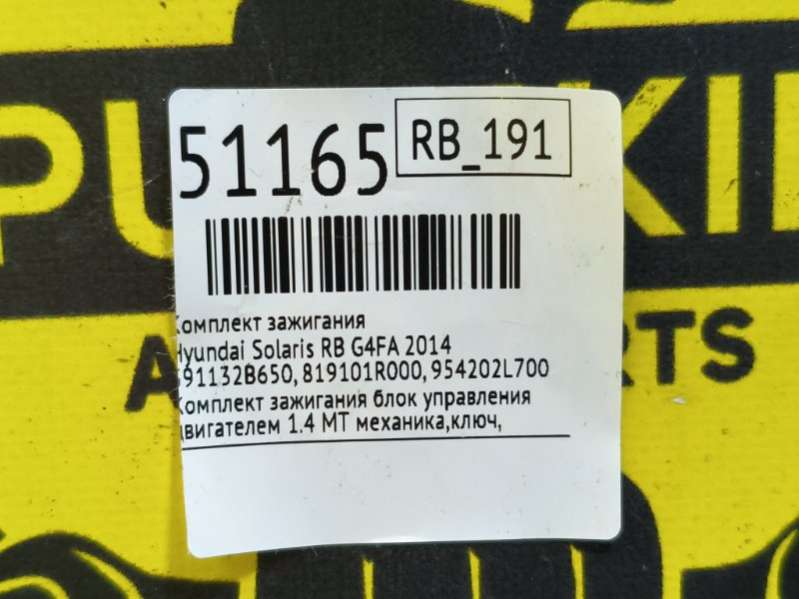 51165
RB_191
Комплект зажигания
Hyundai Solaris RB G4FA 2014
391132B650, 819101R000, 954202L700
Комплект зажигания блок управления
двигателем 1.4 МТ механика,ключ,